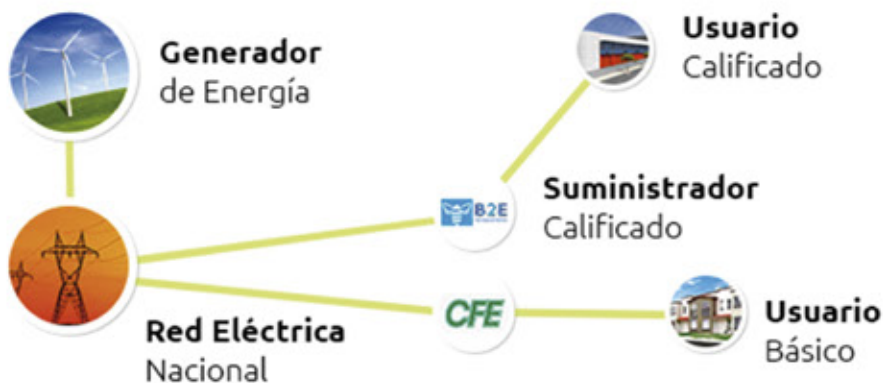 Generador
de Energía
Usuario
Calificado
B2E
Suministrador
Calificado
CFE
Red Eléctrica
Nacional
Usuario
Básico